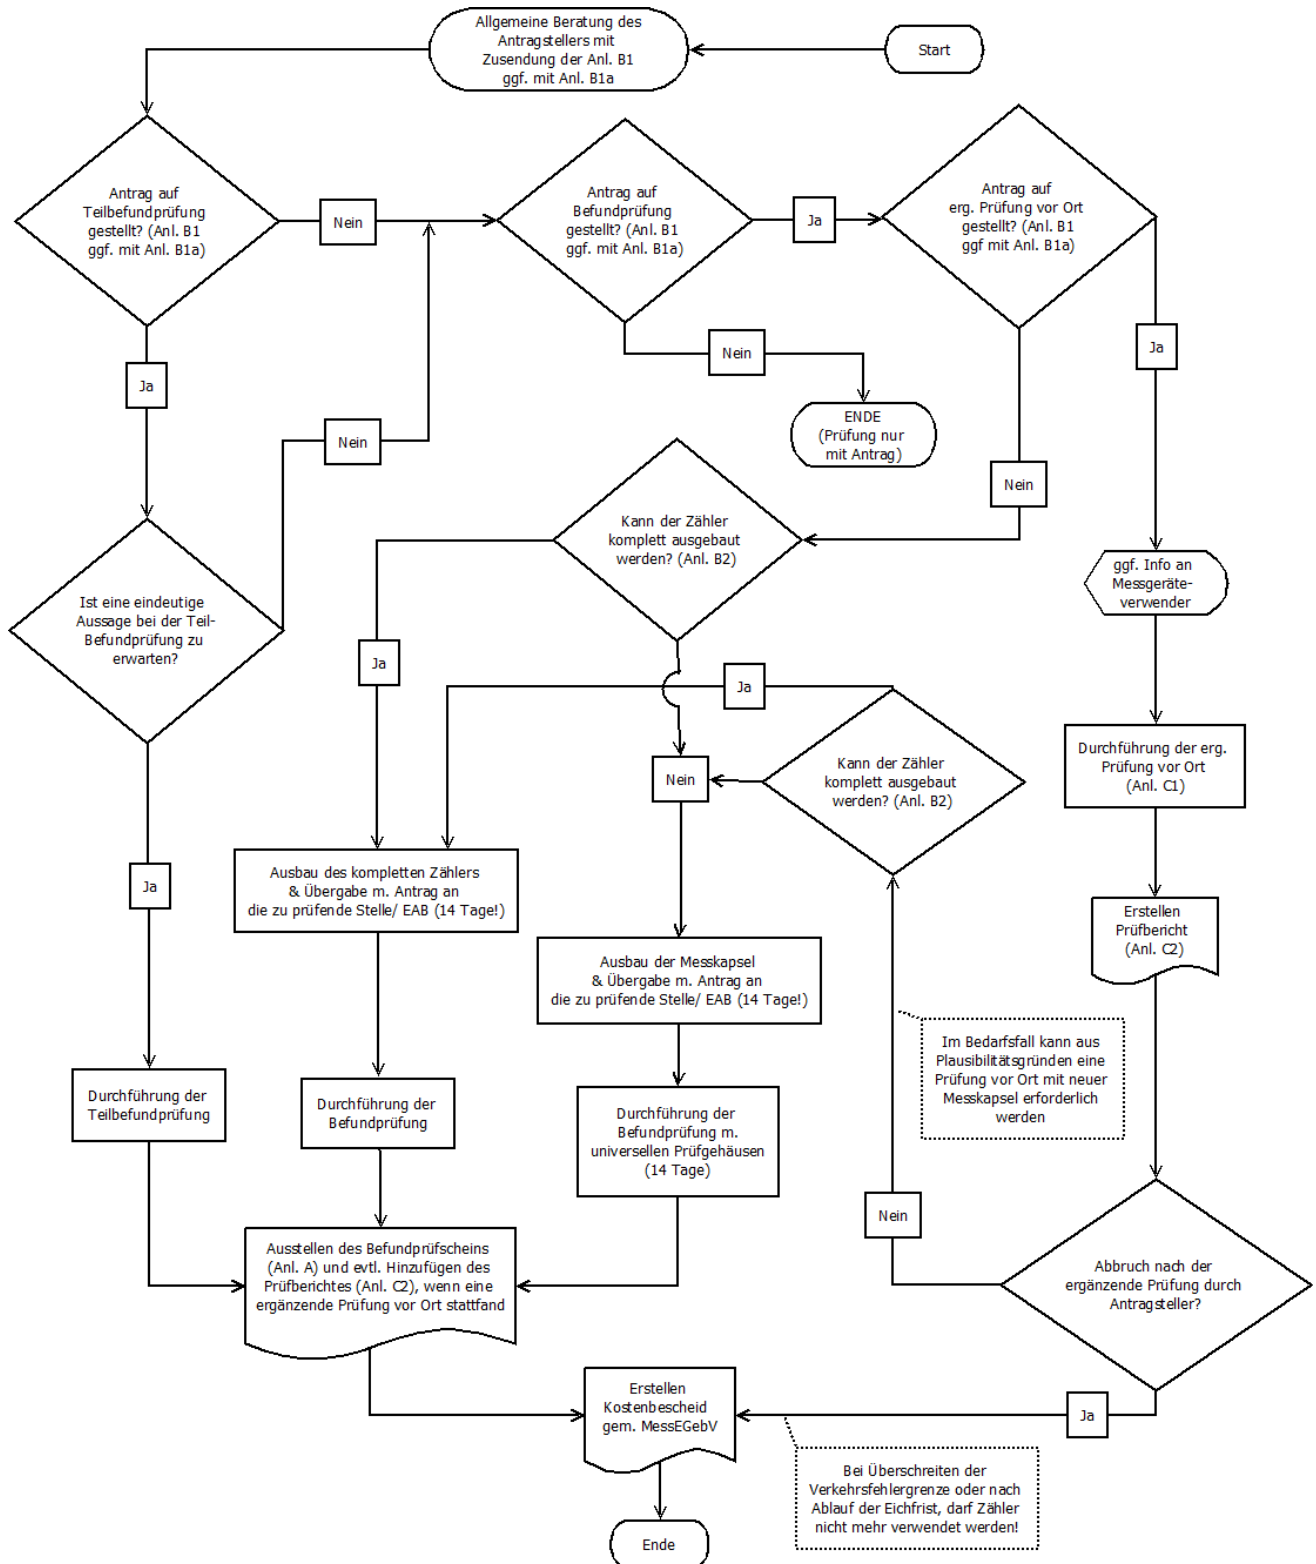 Allgemeine Beratung des
Antragstellers mit
Zusendung der Anl. B1
ggf. mit Anl. B1a
Start
Antrag auf
Teilbefundprüfung
gestellt? (Anl. B1
ggf. mit Anl. B1a)
Nein
Antrag auf
Befundprüfung
gestellt? (Anl. B1
ggf. mit Anl. B1a)
Ja
Antrag auf
erg. Prüfung vor Ort
gestellt? (Anl. B1
ggf mit Anl. B1a)
Ja
Nein
Ja
Nein
ENDE
(Prüfung nur
mit Antrag)
Nein
Kann der Zähler
komplett ausgebaut
werden? (Anl. B2)
ggf. Info an
Messgeräte-
verwender
Ist eine eindeutige
Aussage bei der Teil-
Befundprüfung zu
erwarten?
Ja
Ja
Nein
Kann der Zähler
komplett ausgebaut
werden? (Anl. B2)
Durchführung der erg.
Prüfung vor Ort
(Anl. C1)
Ja
Ausbau des kompletten Zählers
& Übergabe m. Antrag an
die zu prüfende Stelle/ EAB (14 Tage!)
Erstellen
Prüfbericht
(Anl. C2)
Ausbau der Messkapsel
& Übergabe m. Antrag an
die zu prüfende Stelle/ EAB (14 Tage!)
Im Bedarfsfall kann aus
Plausibilitätsgründen eine
Prüfung vor Ort mit neuer
Messkapsel erforderlich
werden
Durchführung der
Teilbefundprüfung
Durchführung der
Befundprüfung
Durchführung der
Befundprüfung m.
universellen Prüfgehäusen
(14 Tage)
Nein
Ausstellen des Befundprüfscheins
(Anl. A) und evtl. Hinzufügen des
Prüfberichtes (Anl. C2), wenn eine
ergänzende Prüfung vor Ort stattfand
Abbruch nach der
ergänzende Prüfung durch
Antragsteller?
Erstellen
Kostenbescheid
gem. MessEGebV
Ja
Bei Überschreiten der
Verkehrsfehlergrenze oder nach
Ablauf der Eichfrist, darf Zähler
nicht mehr verwendet werden!
Ende